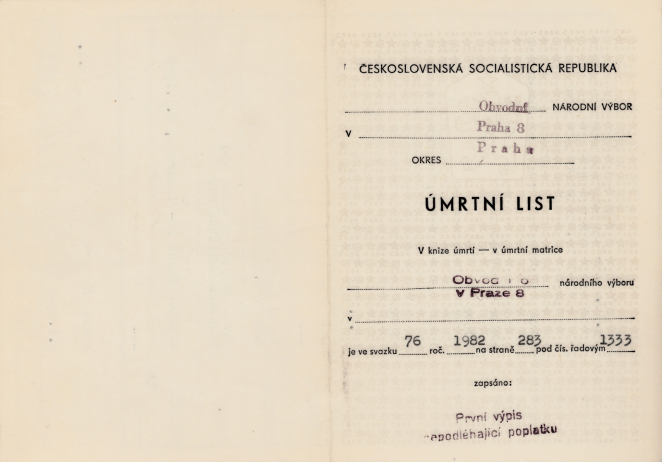 ČESKOSLOVENSKÁ SOCIALISTICKÁ REPUBLIKA
Obvodní NÁRODNÍ VÝBOR
V Praha 8
Praha
OKRES
ÚMRTNÍ LIST
V knize úmrtí — v úmrtní matrice
národního výboru
V Praze 8
v
je ve svazku 76 roč. 1982 na straně 283 pod čís. řadovým 1333
zapsáno:
První výpis
nepodléhající poplatku